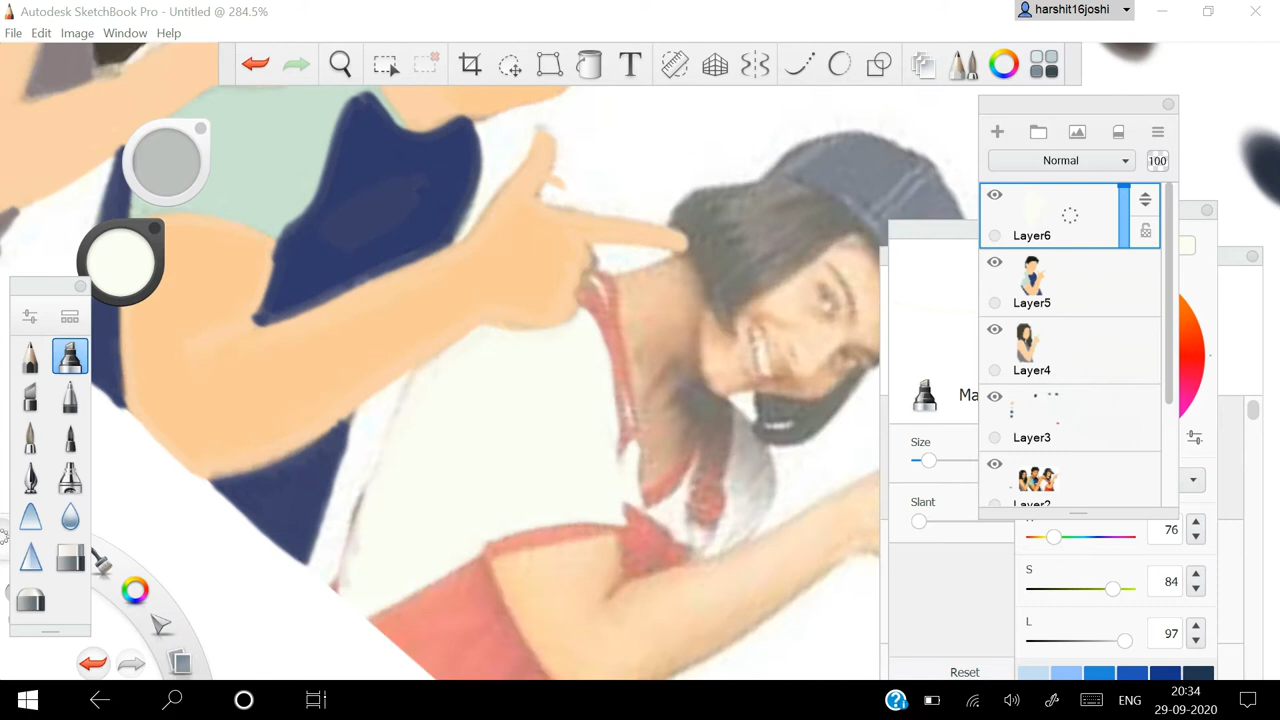 Autodesk SketchBook Pro - Untitled @ 284.5%
harshit16joshi
File Edit Image Window Help
T
Normal
100
Layer6
Layer5
Layer4
Layer3
Layer2
Ma
Size
Slant
Reset
76
S
84
L
97
ENG
20:34
29-09-2020